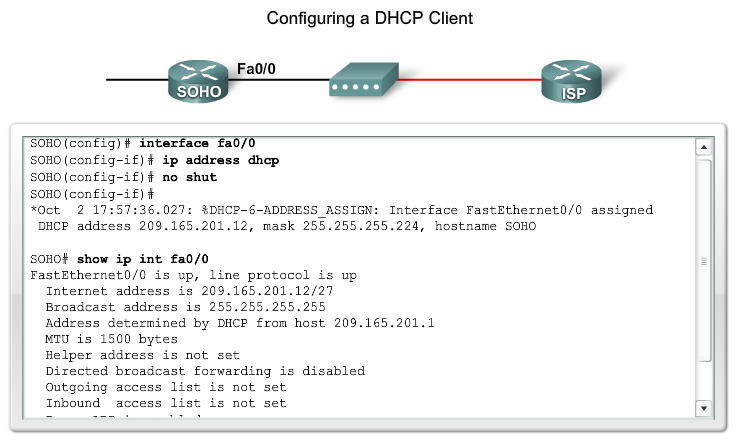 Configuring a DHCP Client
Fa0/0
SOHO
ISP
SOHO(config)# interface fa0/0
SOHO(config-if)# ip address dhcp
SOHO(config-if)# no shut
SOHO(config-if)#
*Oct  2 17:57:36.027: %DHCP-6-ADDRESS_ASSIGN: Interface FastEthernet0/0 assigned
 DHCP address 209.165.201.12, mask 255.255.255.224, hostname SOHO
SOHO# show ip int fa0/0
FastEthernet0/0 is up, line protocol is up
  Internet address is 209.165.201.12/27
  Broadcast address is 255.255.255.255
  Address determined by DHCP from host 209.165.201.1
  MTU is 1500 bytes
  Helper address is not set
  Directed broadcast forwarding is disabled
  Outgoing access list is not set
  Inbound  access list is not set